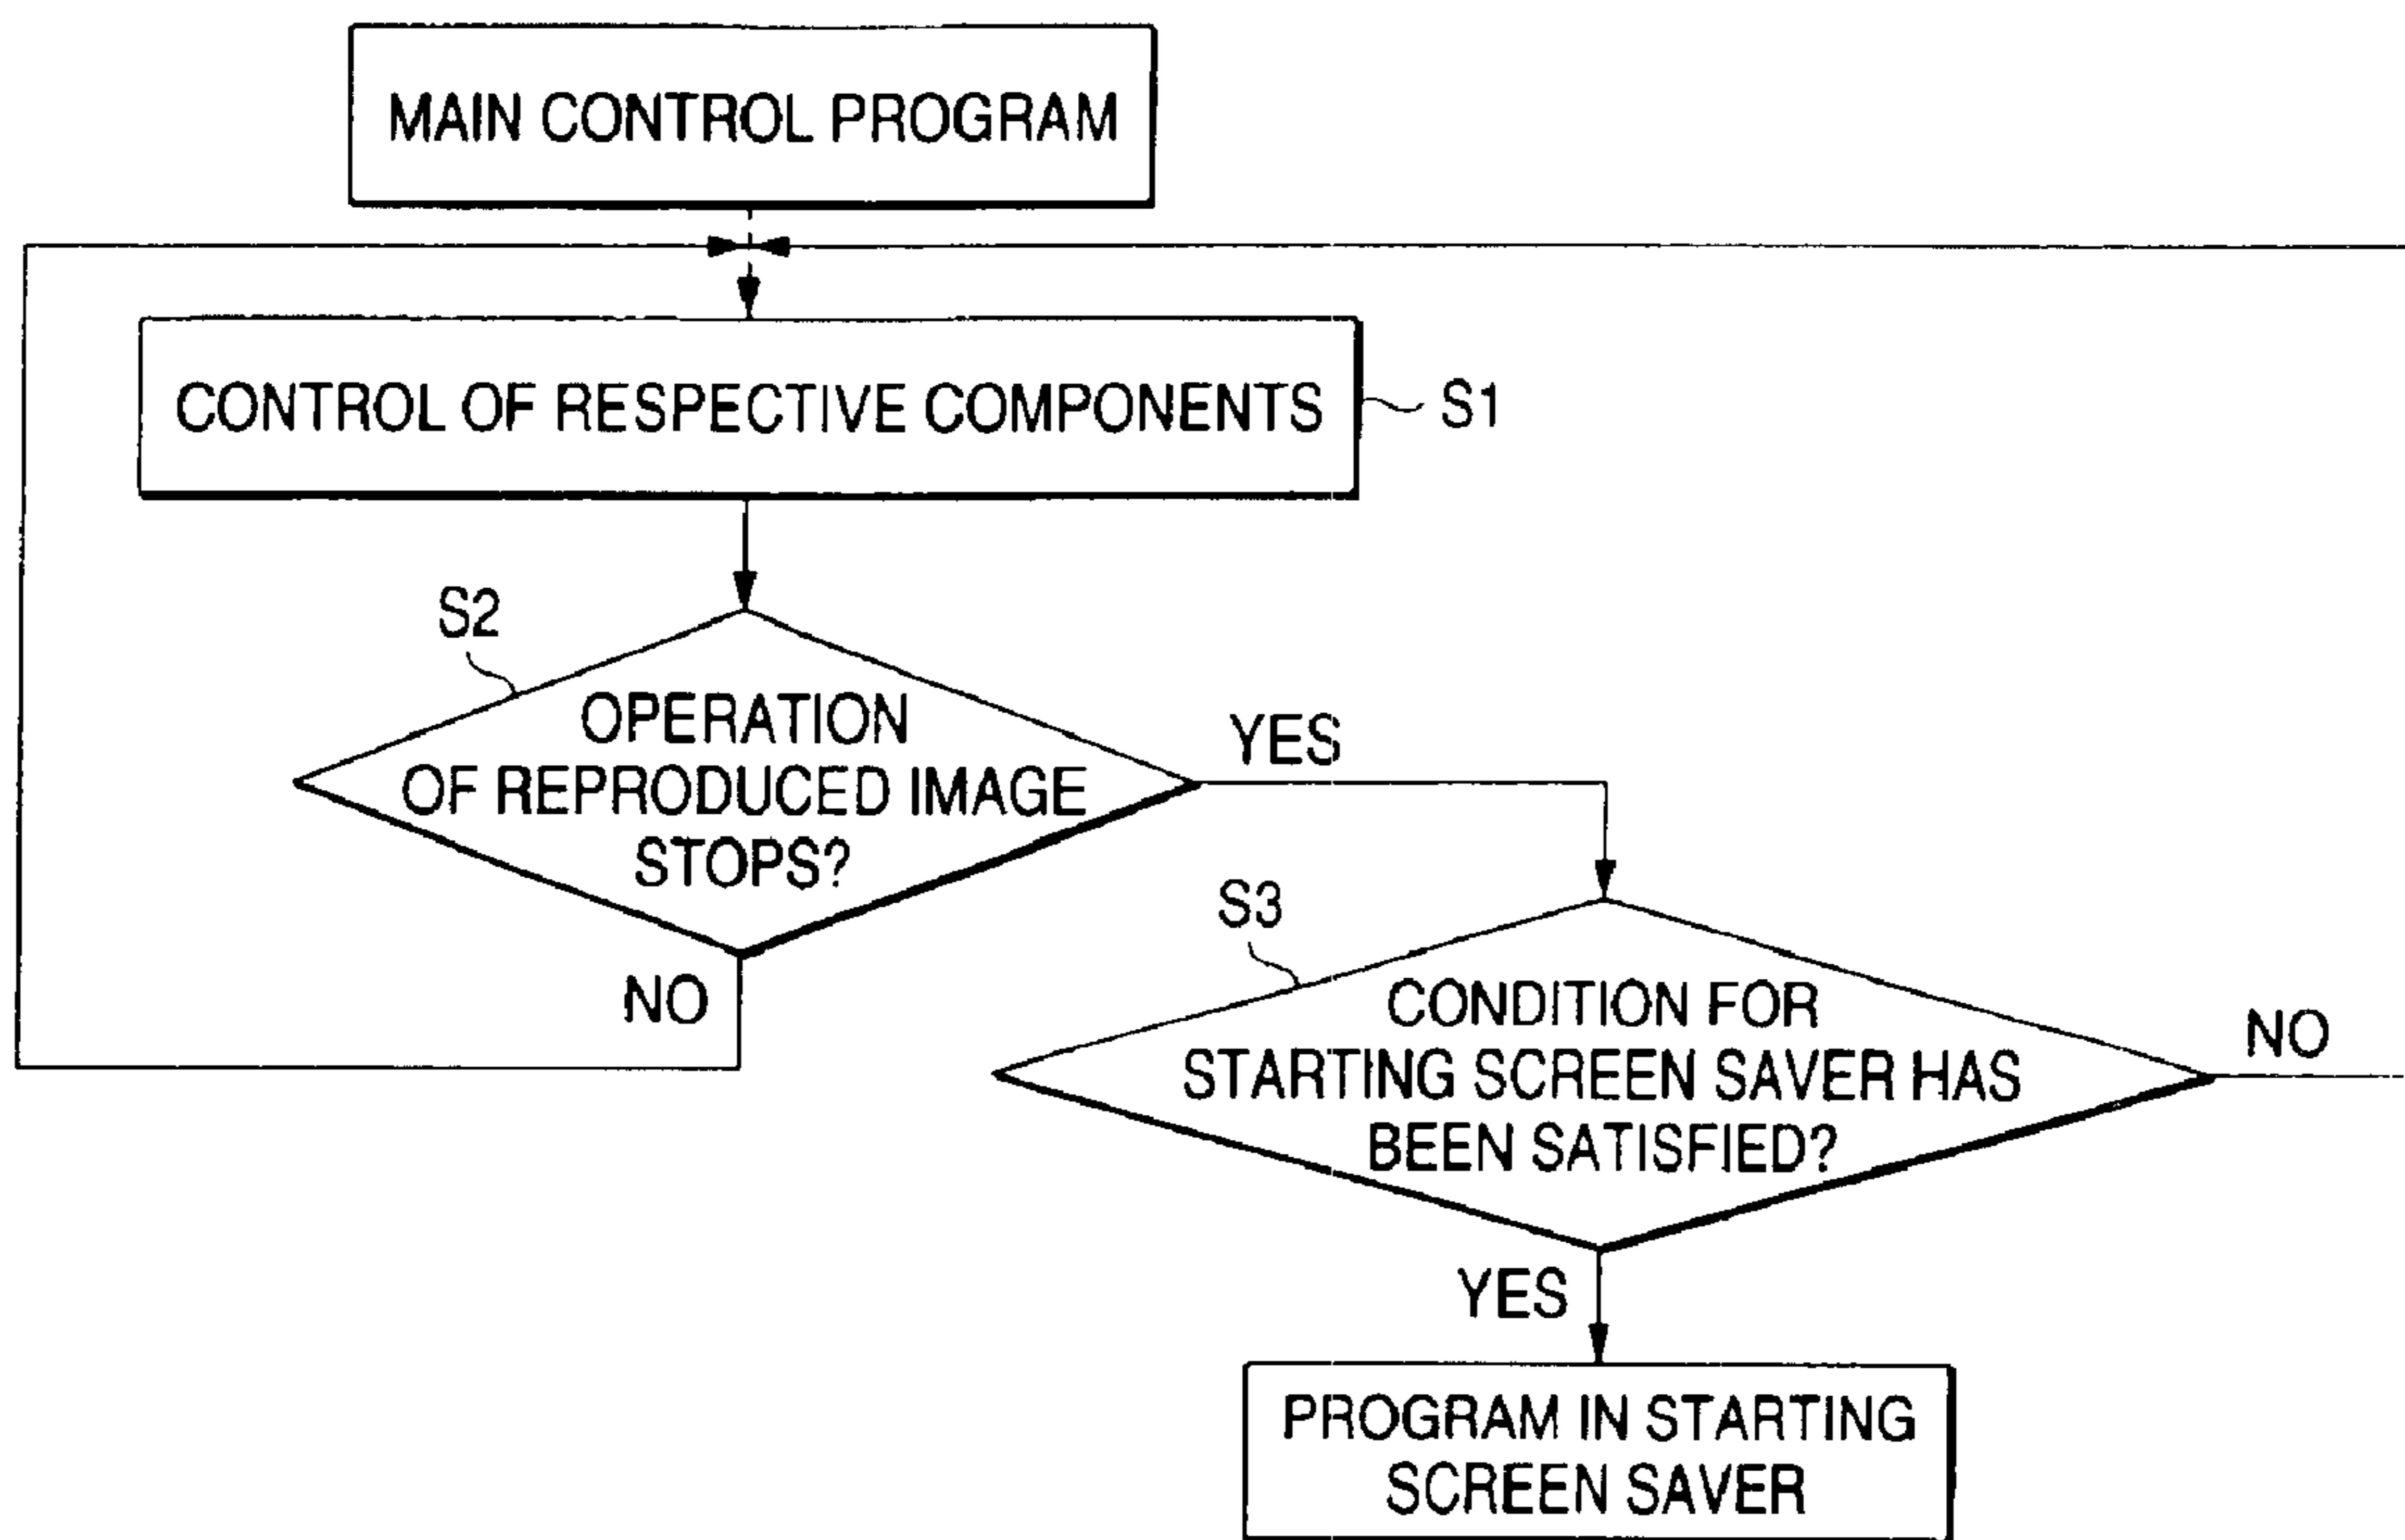 MAIN CONTROL PROGRAM
CONTROL OF RESPECTIVE COMPONENTS
S1
S2
OPERATION
OF REPRODUCED IMAGE
STOPS?
YES
NO
S3
CONDITION FOR
STARTING SCREEN SAVER HAS
BEEN SATISFIED?
NO
YES
PROGRAM IN STARTING
SCREEN SAVER